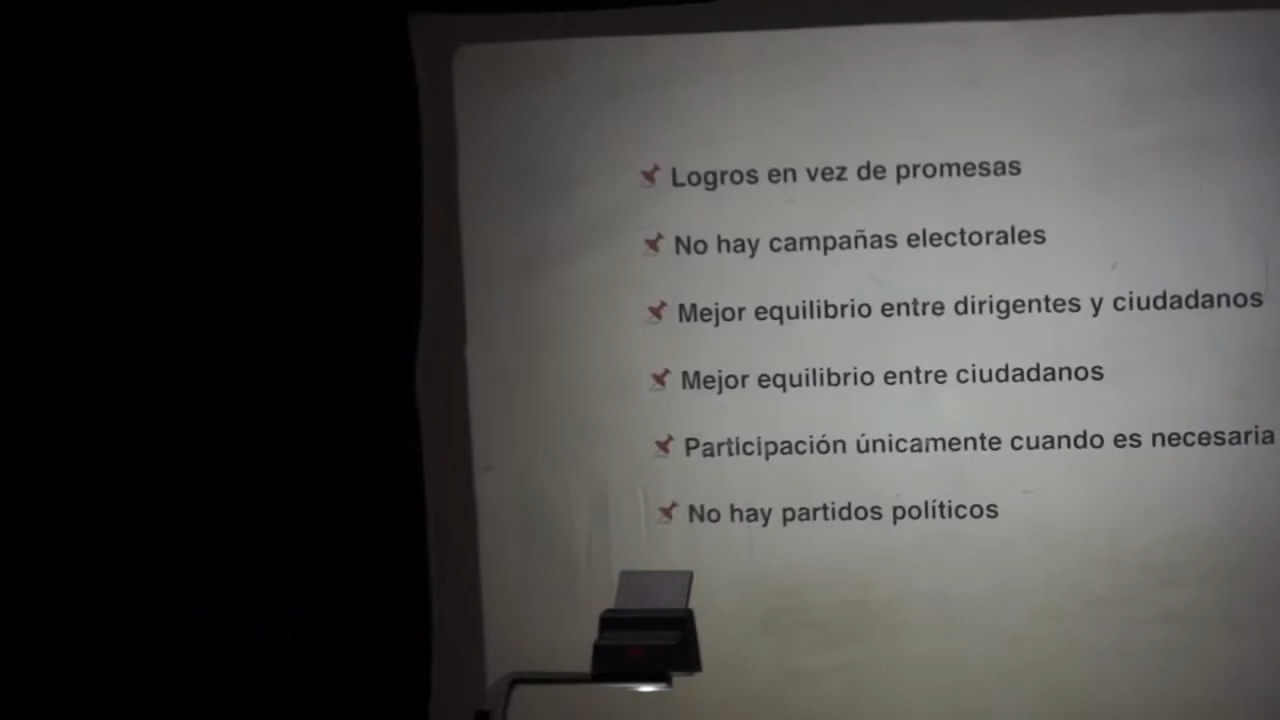 Logros en vez de promesas
No hay campañas electorales
Mejor equilibrio entre dirigentes y ciudadanos
Mejor equilibrio entre ciudadanos
Participación únicamente cuando es necesaria
No hay partidos políticos